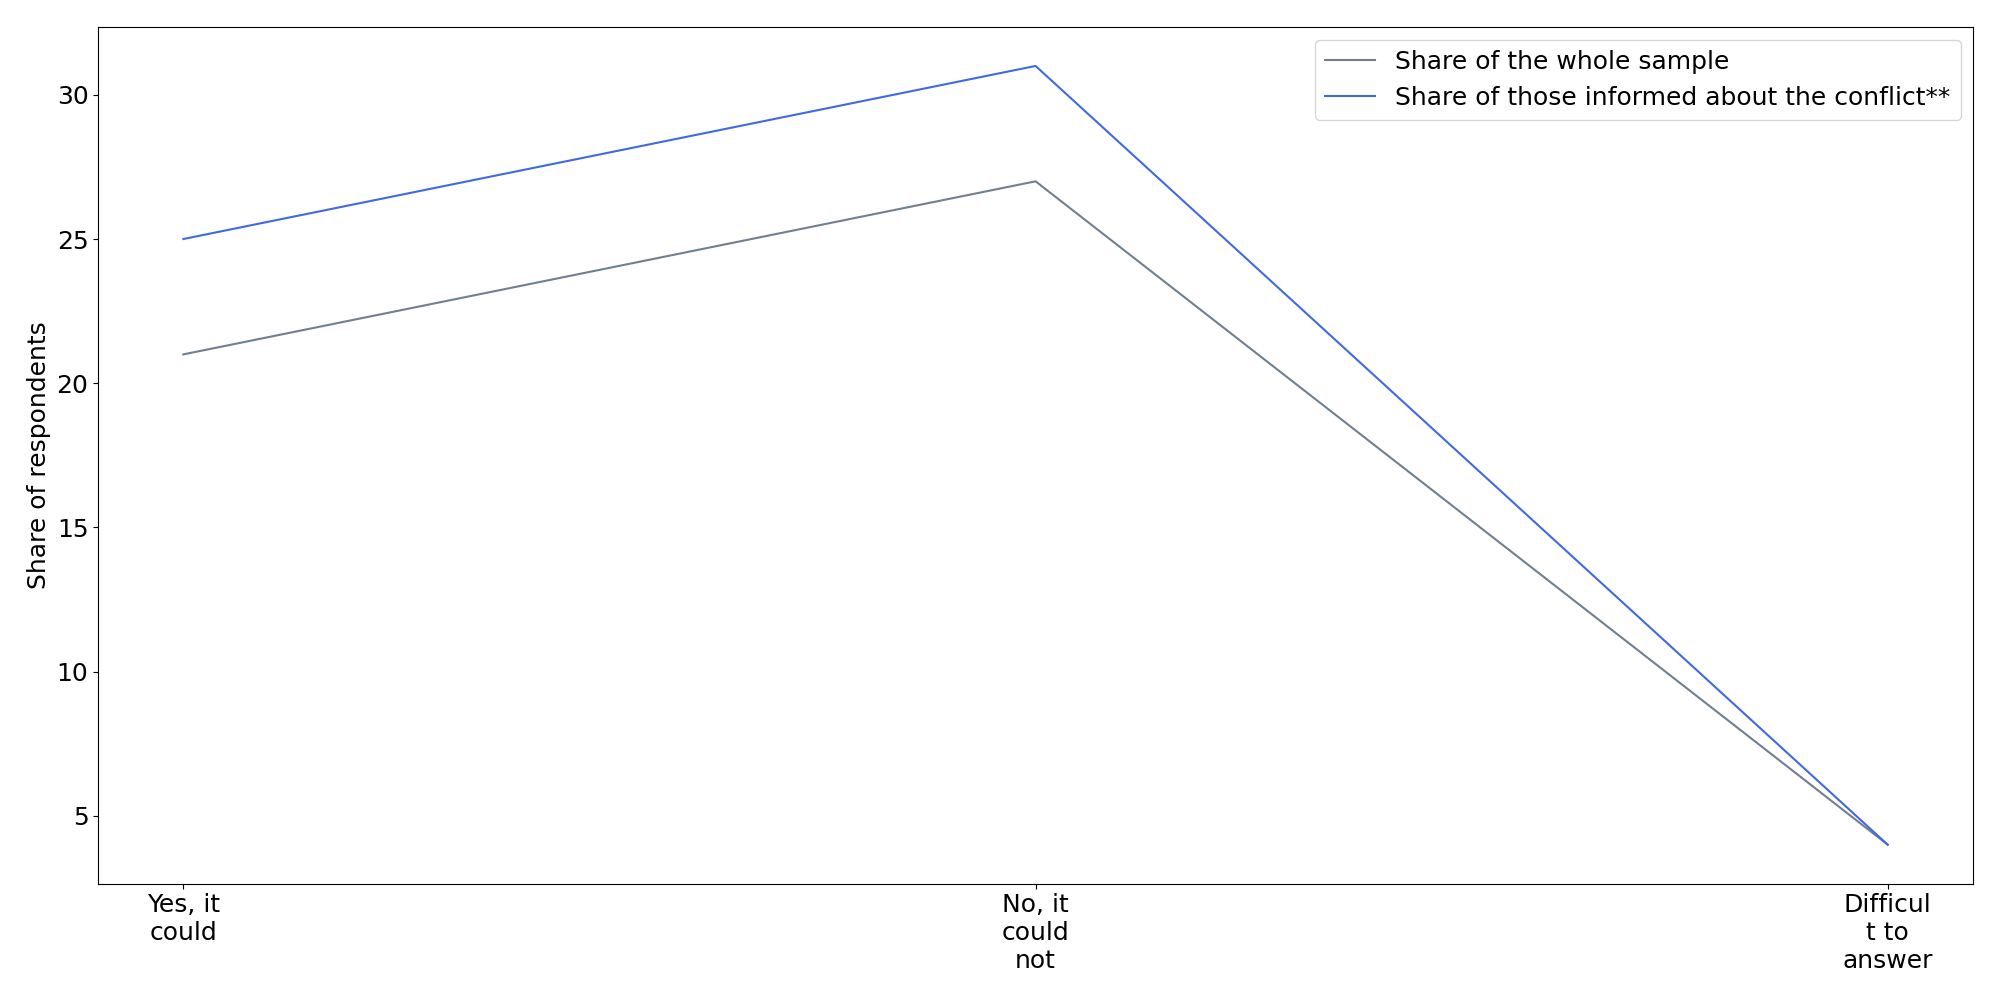 Share of the whole sample
Share of those informed about the conflict**
Share of respondents
30
25
20
15
10
5
Yes, it
could
No, it
could
not
Difficul
t to
answer